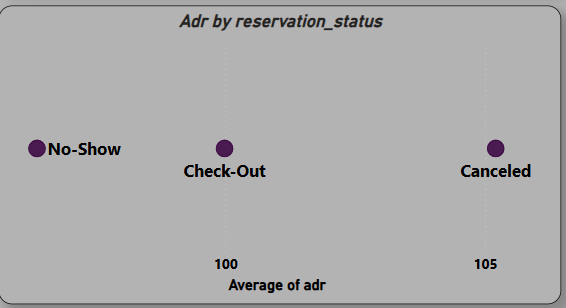 Adr by reservation_status
No-Show
Check-Out
Canceled
100
105
Average of adr